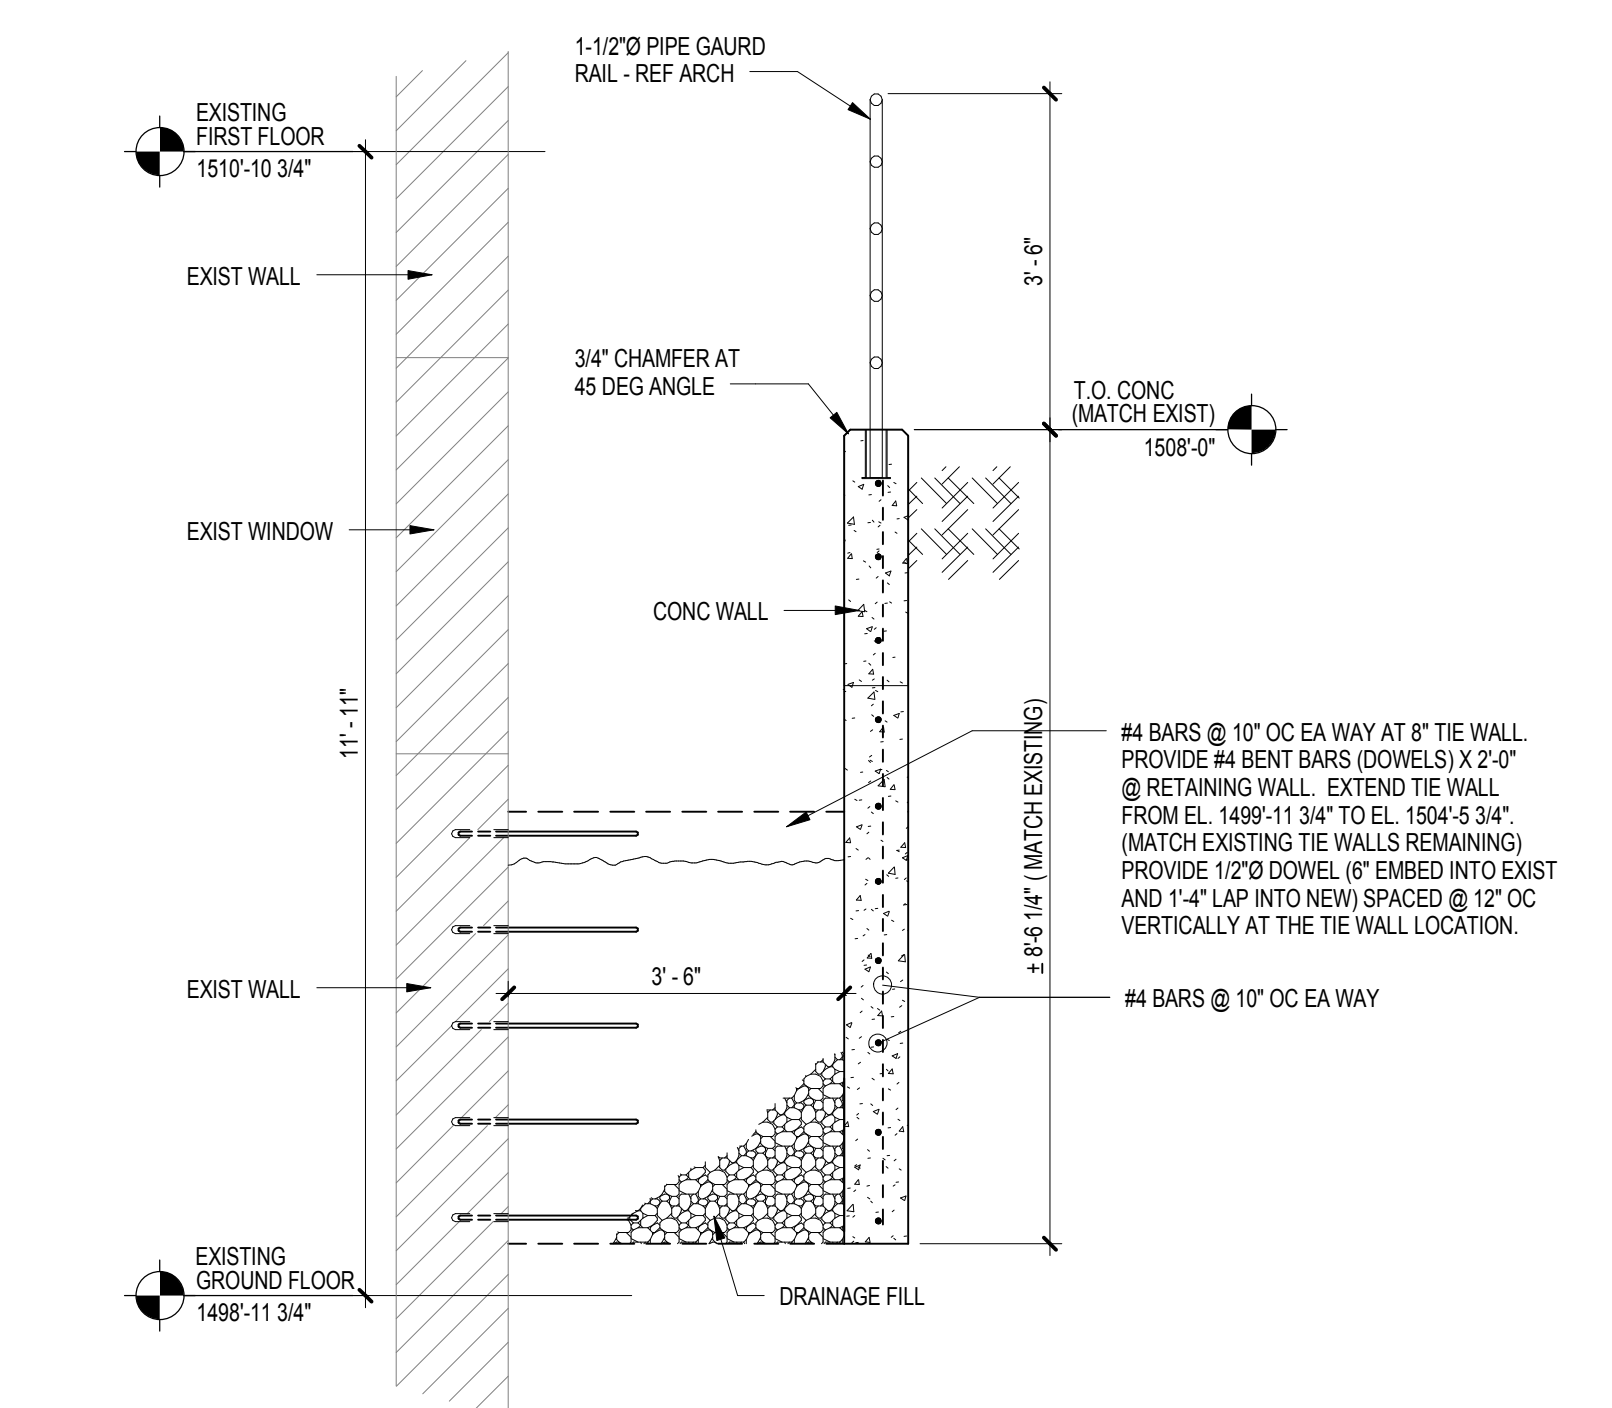 1-1/2"Ø PIPE GAURD
RAIL - REF ARCH
EXISTING
FIRST FLOOR
1510'-10 3/4"
EXIST WALL
3' - 6"
3/4" CHAMFER AT
45 DEG ANGLE
T.O. CONC
(MATCH EXIST)
1508'-0"
EXIST WINDOW
CONC WALL
11' - 11"
± 8'-6 1/4" ( MATCH EXISTING)
#4 BARS @ 10" OC EA WAY AT 8" TIE WALL.
PROVIDE #4 BENT BARS (DOWELS) X 2'-0"
@ RETAINING WALL. EXTEND TIE WALL
FROM EL. 1499'-11 3/4" TO EL. 1504'-5 3/4".
(MATCH EXISTING TIE WALLS REMAINING)
PROVIDE 1/2"Ø DOWEL (6" EMBED INTO EXIST
AND 1'-4" LAP INTO NEW) SPACED @ 12" OC
VERTICALLY AT THE TIE WALL LOCATION.
EXIST WALL
3' - 6"
#4 BARS @ 10" OC EA WAY
EXISTING
GROUND FLOOR
1498'-11 3/4"
DRAINAGE FILL